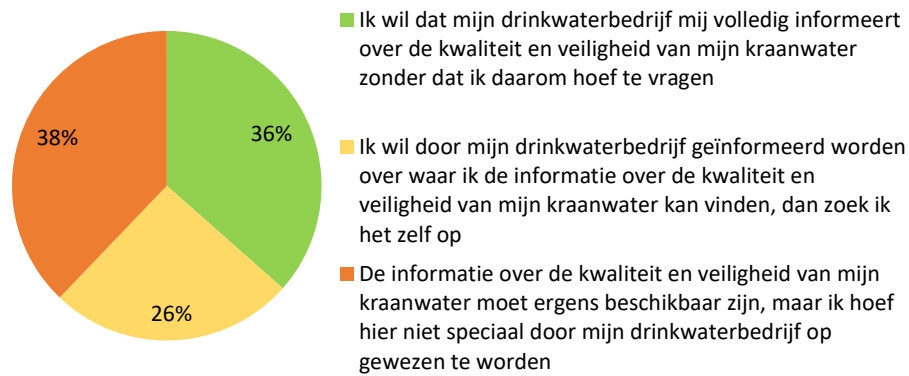 Ik wil dat mijn drinkwaterbedrijf mij volledig informeert
over de kwaliteit en veiligheid van mijn kraanwater
zonder dat ik daarom hoef te vragen
38%
36%
Ik wil door mijn drinkwaterbedrijf geïnformeerd worden
over waar ik de informatie over de kwaliteit en
veiligheid van mijn kraanwater kan vinden, dan zoek ik
het zelf op
26%
De informatie over de kwaliteit en veiligheid van mijn
kraanwater moet ergens beschikbaar zijn, maar ik hoef
hier niet speciaal door mijn drinkwaterbedrijf op
gewezen te worden